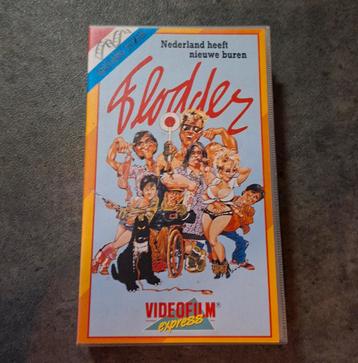 Nederland heeft
nieuwe buren
Flodder
VIDEOFILM®
express